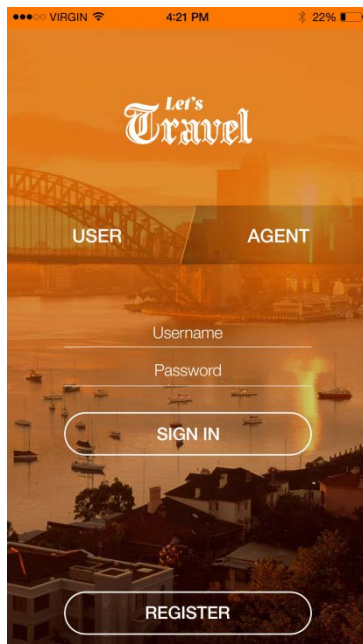 VIRGIN 4:21 PM 22%
Let's
Travel
USER AGENT
Username
Password
SIGN IN
REGISTER